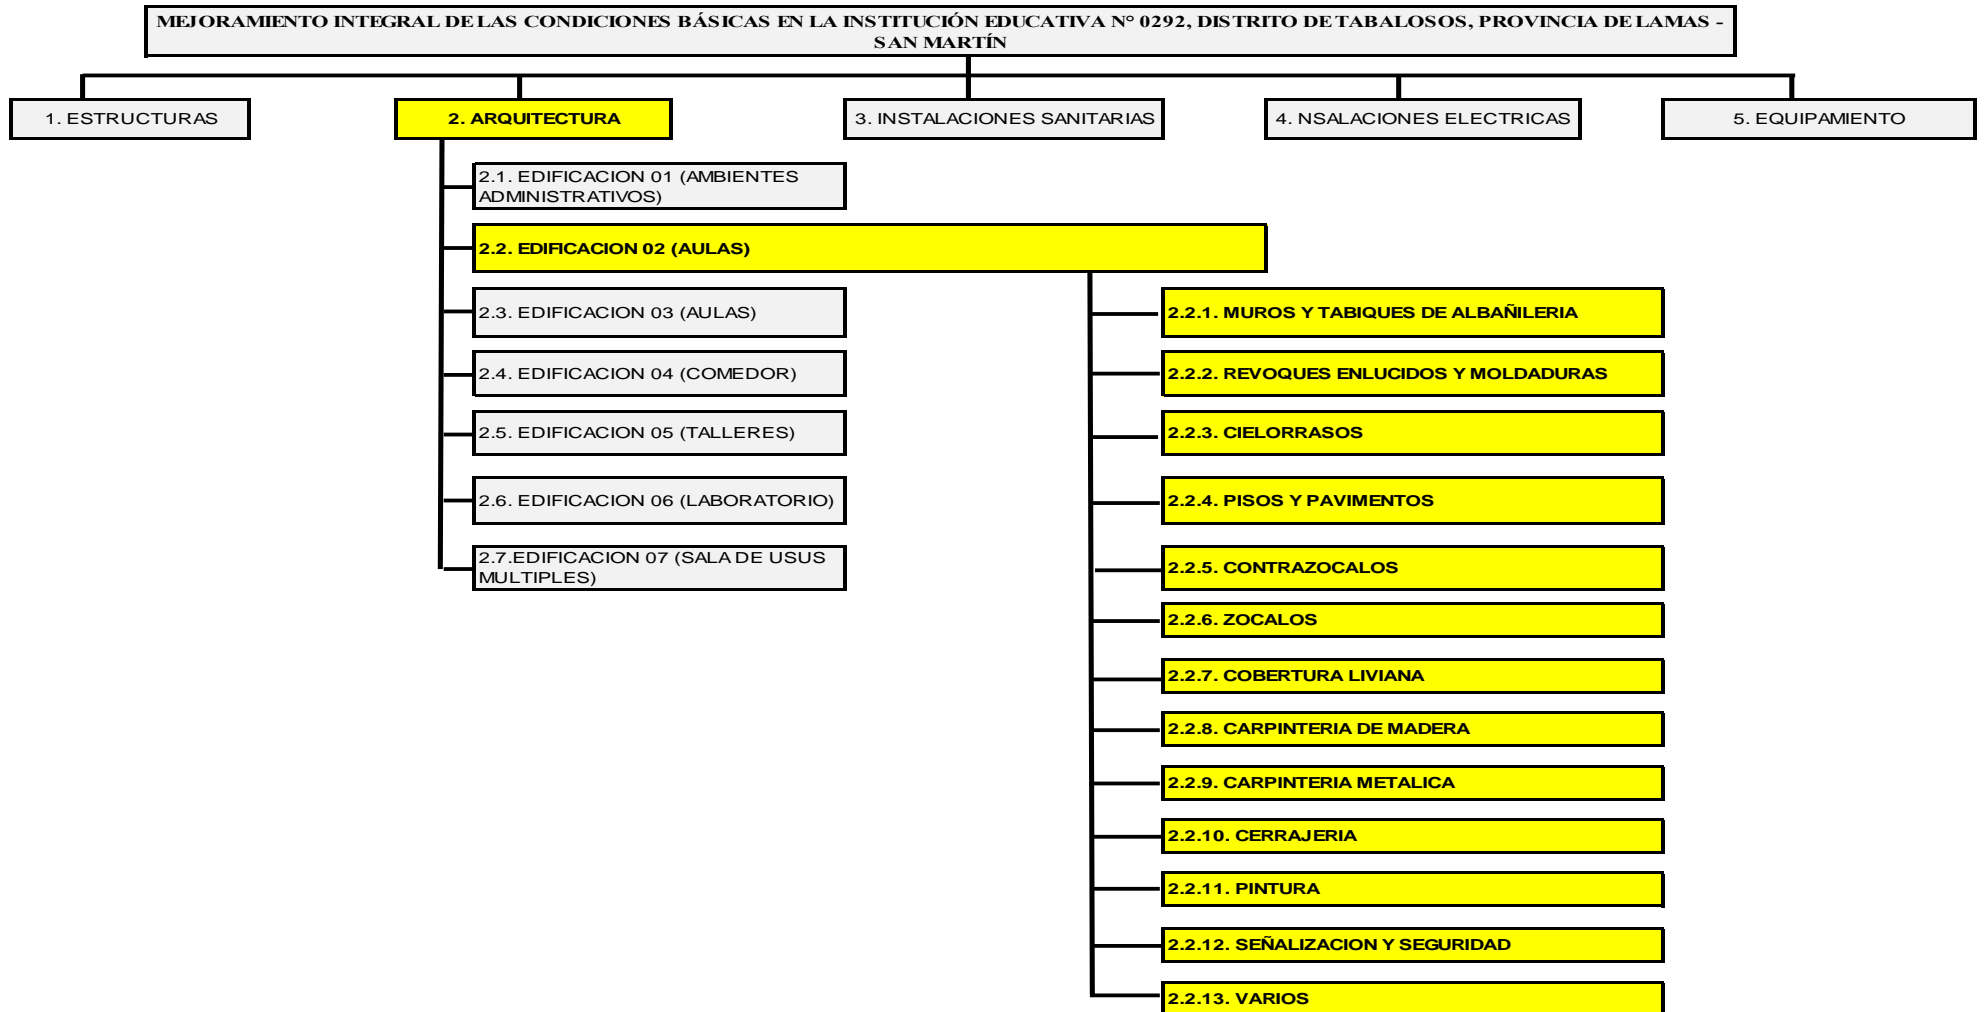 MEJORAMIENTO INTEGRAL DE LAS CONDICIONES BÁSICAS EN LA INSTITUCIÓN EDUCATIVA N° 0292, DISTRITO DE TABALOSOS, PROVINCIA DE LAMAS -
SAN MARTÍN
1. ESTRUCTURAS
2. ARQUITECTURA
3. INSTALACIONES SANITARIAS
4. NSALACIONES ELECTRICAS
5. EQUIPAMIENTO
2.1. EDIFICACION 01 (AMBIENTES
ADMINISTRATIVOS)
2.2. EDIFICACION 02 (AULAS)
2.3. EDIFICACION 03 (AULAS)
2.4. EDIFICACION 04 (COMEDOR)
2.5. EDIFICACION 05 (TALLERES)
2.6. EDIFICACION 06 (LABORATORIO)
2.7.EDIFICACION 07 (SALA DE USUS
MULTIPLES)
2.2.1. MUROS Y TABIQUES DE ALBAÑILERIA
2.2.2. REVOQUES ENLUCIDOS Y MOLDADURAS
2.2.3. CIELORRASOS
2.2.4. PISOS Y PAVIMENTOS
2.2.5. CONTRAZOCALOS
2.2.6. ZOCALOS
2.2.7. COBERTURA LIVIANA
2.2.8. CARPINTERIA DE MADERA
2.2.9. CARPINTERIA METALICA
2.2.10. CERRAJERIA
2.2.11. PINTURA
2.2.12. SEÑALIZACION Y SEGURIDAD
2.2.13. VARIOS